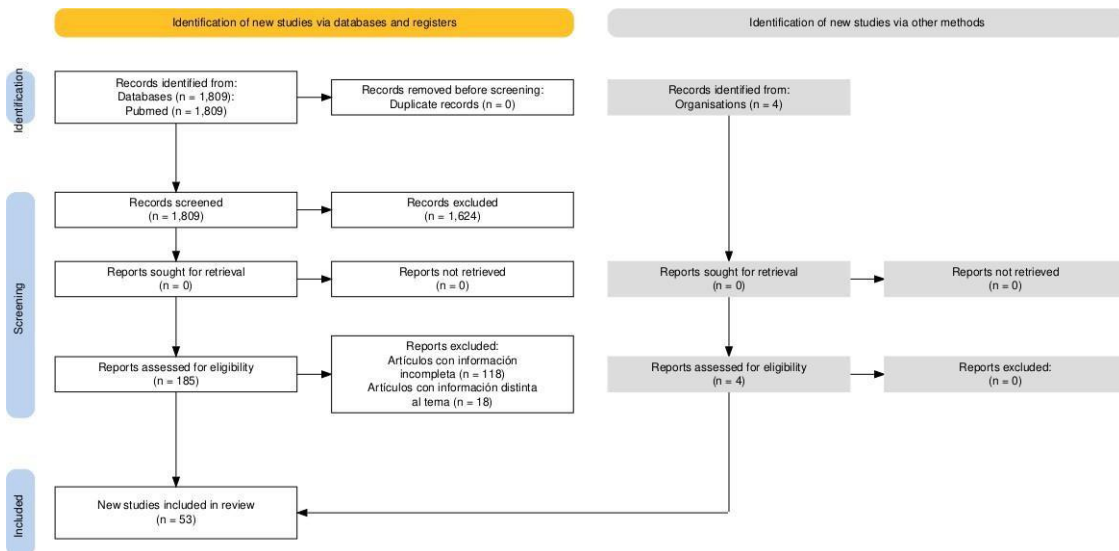 Identification of new studies via databases and registers
Identification of new studies via other methods
Identification
Records identified from:
Databases (n = 1,809):
Pubmed (n = 1,809)
Records removed before screening:
Duplicate records (n = 0)
Records identified from:
Organisations (n = 4)
Screening
Records screened
(n = 1,809)
Records excluded
(n = 1,624)
Reports sought for retrieval
(n = 0)
Reports not retrieved
(n = 0)
Reports sought for retrieval
(n = 0)
Reports not retrieved
(n = 0)
Reports assessed for eligibility
(n = 185)
Reports excluded:
Artículos con información
incompleta (n = 118)
Artículos con información distinta
al tema (n = 18)
Reports assessed for eligibility
(n = 4)
Reports excluded:
(n = 0)
Included
New studies included in review
(n = 53)